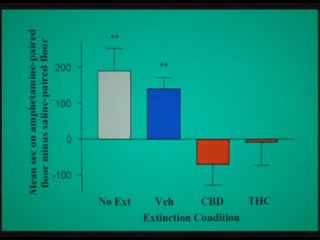 Mean sec on amphetamine-paired
floor minus saline-paired floor
**
**
200
100
0
-100
No Ext Veh CBD THC
Extinction Condition